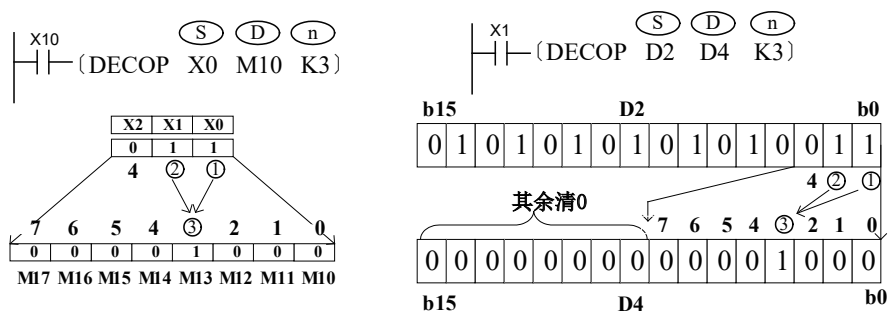 S D n
X10
〔DECOP X0 M10 K3〕
X2 X1 X0
0 1 1
4 ② ①
7 6 5 4 ③ 2 1 0
0 0 0 0 1 0 0 0
M17 M16 M15 M14 M13 M12 M11 M10
S D n
X1
〔DECOP D2 D4 K3〕
b15 D2 b0
0 1 0 1 0 1 0 1 0 1 0 1 0 0 1 1
4 ② ①
其余清0
7 6 5 4 ③ 2 1 0
0 0 0 0 0 0 0 0 0 0 0 0 1 0 0 0
b15 D4 b0